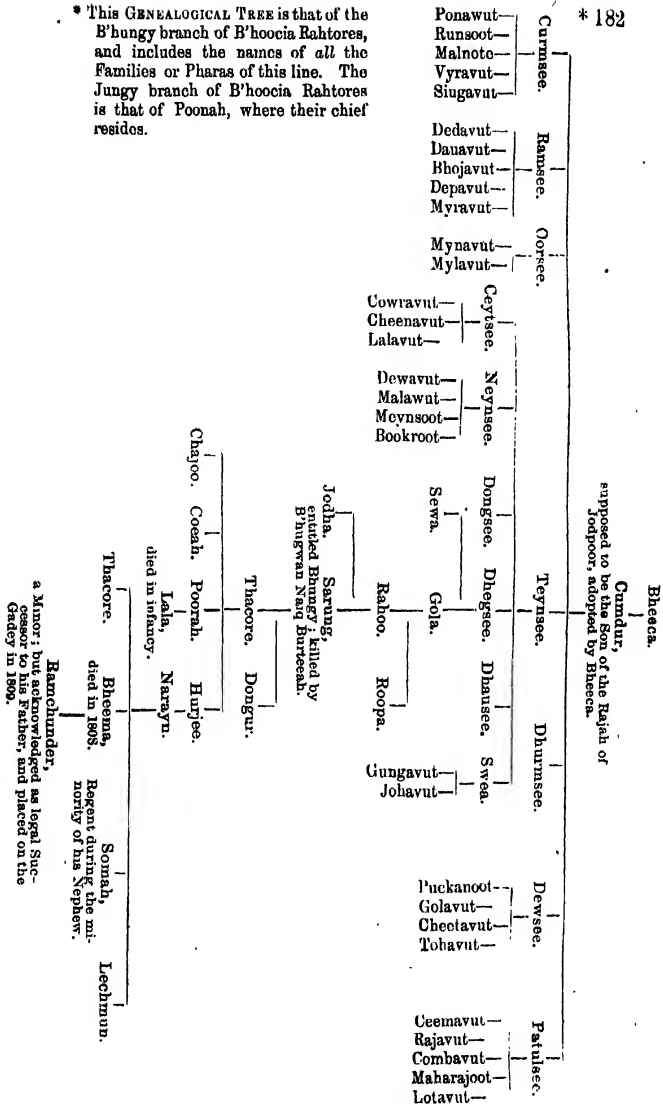 * This GENEALOGICAL TREE is that of the
B'hungy branch of B'hoocia Rahtores,
and includes the names of all the
Families or Pharas of this line. The
Jungy branch of B'hoocia Rahtores
is that of Poonah, where their chief
resides.
* 182
Bheeca.
Cumdur,
supposed to be the Son of the Rajah of
Jodpoor, adopted by Bheeca.
Curmsee.
Ramsee.
Oorsee.
Teynsee.
Dhurmsee.
Dewsee.
Patulsee.
Ponawut—
Runsoot—
Malnote—
Vyravut—
Siugavut—
Dedavut—
Dauavut—
Bhojavut—
Depavut—
Myravut—
Mynavut—
Mylavut—
Puckanoot—
Golavut—
Cheetavut—
Tohavut—
Ceemavut—
Rajavut—
Combavut—
Maharajoot—
Lotavut—
Ceytsee.
Neynsee.
Dongsee.
Dhegsee.
Dhausee.
Swea.
Cowravut—
Cheenavut—
Lalavut—
Dewavut—
Malawut—
Meynsoot—
Bookroot—
Gungavut—
Johavut—
Sewa.
Gola.
Rahoo.
Roopa.
Jodha.
Sarung,
entitled Bhungy; killed by
B'hugwan Naiq Burteeah.
Thacore.
Dongur.
Chajoo.
Coeah.
Poorah.
Hurjee.
Lala,
died in infancy.
Narayn.
Thacore.
Bheema,
died in 1808.
Somah,
Regent during the mi-
nority of his Nephew.
Lechmun.
Ramchunder,
a Minor; but acknowledged as legal Suc-
cessor to his Father, and placed on the
Gadey in 1809.